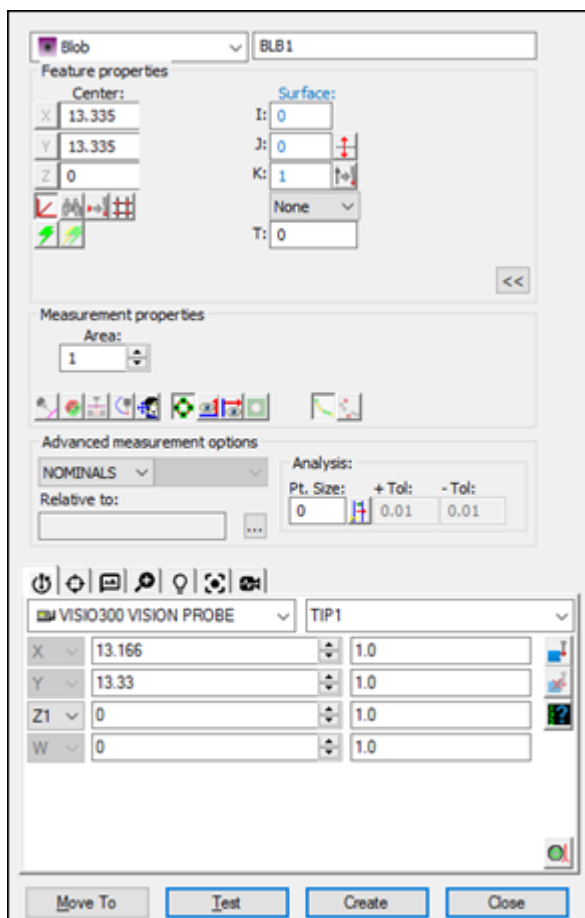 Blob BLB1
Feature properties
Center: Surface:
X 13.335 I: 0
Y 13.335 J: 0
Z 0 K: 1
None
T: 0
<<
Measurement properties
Area:
1
Advanced measurement options
NOMINALS Analysis:
Pt. Size: + Tol: - Tol:
Relative to: 0 0.01 0.01
...
VISIO300 VISION PROBE TIP1
X 13.166 1.0
Y 13.33 1.0
Z1 0 1.0
W 0 1.0
Move To Test Create Close